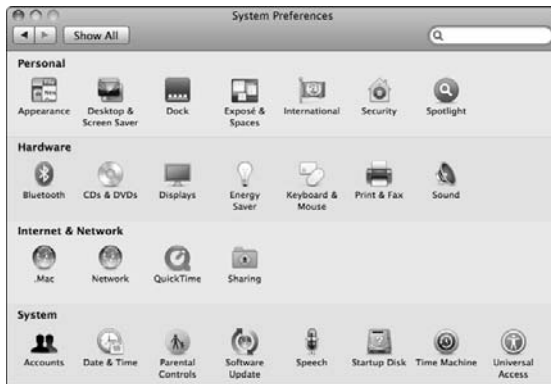 System Preferences
Show All
Personal
Appearance
Desktop &
Screen Saver
Dock
Exposé &
Spaces
International
Security
Spotlight
Hardware
Bluetooth
CDs & DVDs
Displays
Energy
Saver
Keyboard &
Mouse
Print & Fax
Sound
Internet & Network
.Mac
Network
QuickTime
Sharing
System
Accounts
Date & Time
Parental
Controls
Software
Update
Speech
Startup Disk
Time Machine
Universal
Access